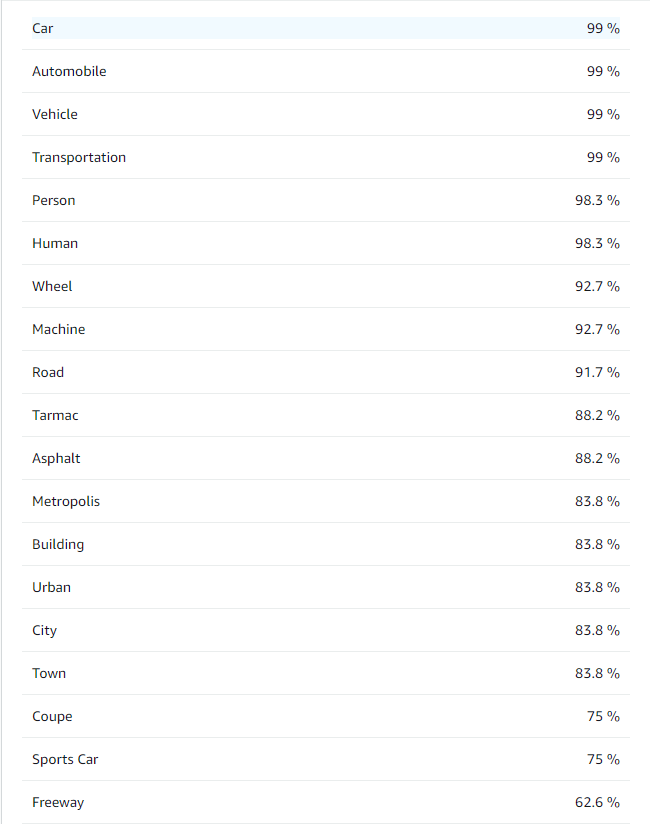 Car 99 %
Automobile 99 %
Vehicle 99 %
Transportation 99 %
Person 98.3 %
Human 98.3 %
Wheel 92.7 %
Machine 92.7 %
Road 91.7 %
Tarmac 88.2 %
Asphalt 88.2 %
Metropolis 83.8 %
Building 83.8 %
Urban 83.8 %
City 83.8 %
Town 83.8 %
Coupe 75 %
Sports Car 75 %
Freeway 62.6 %